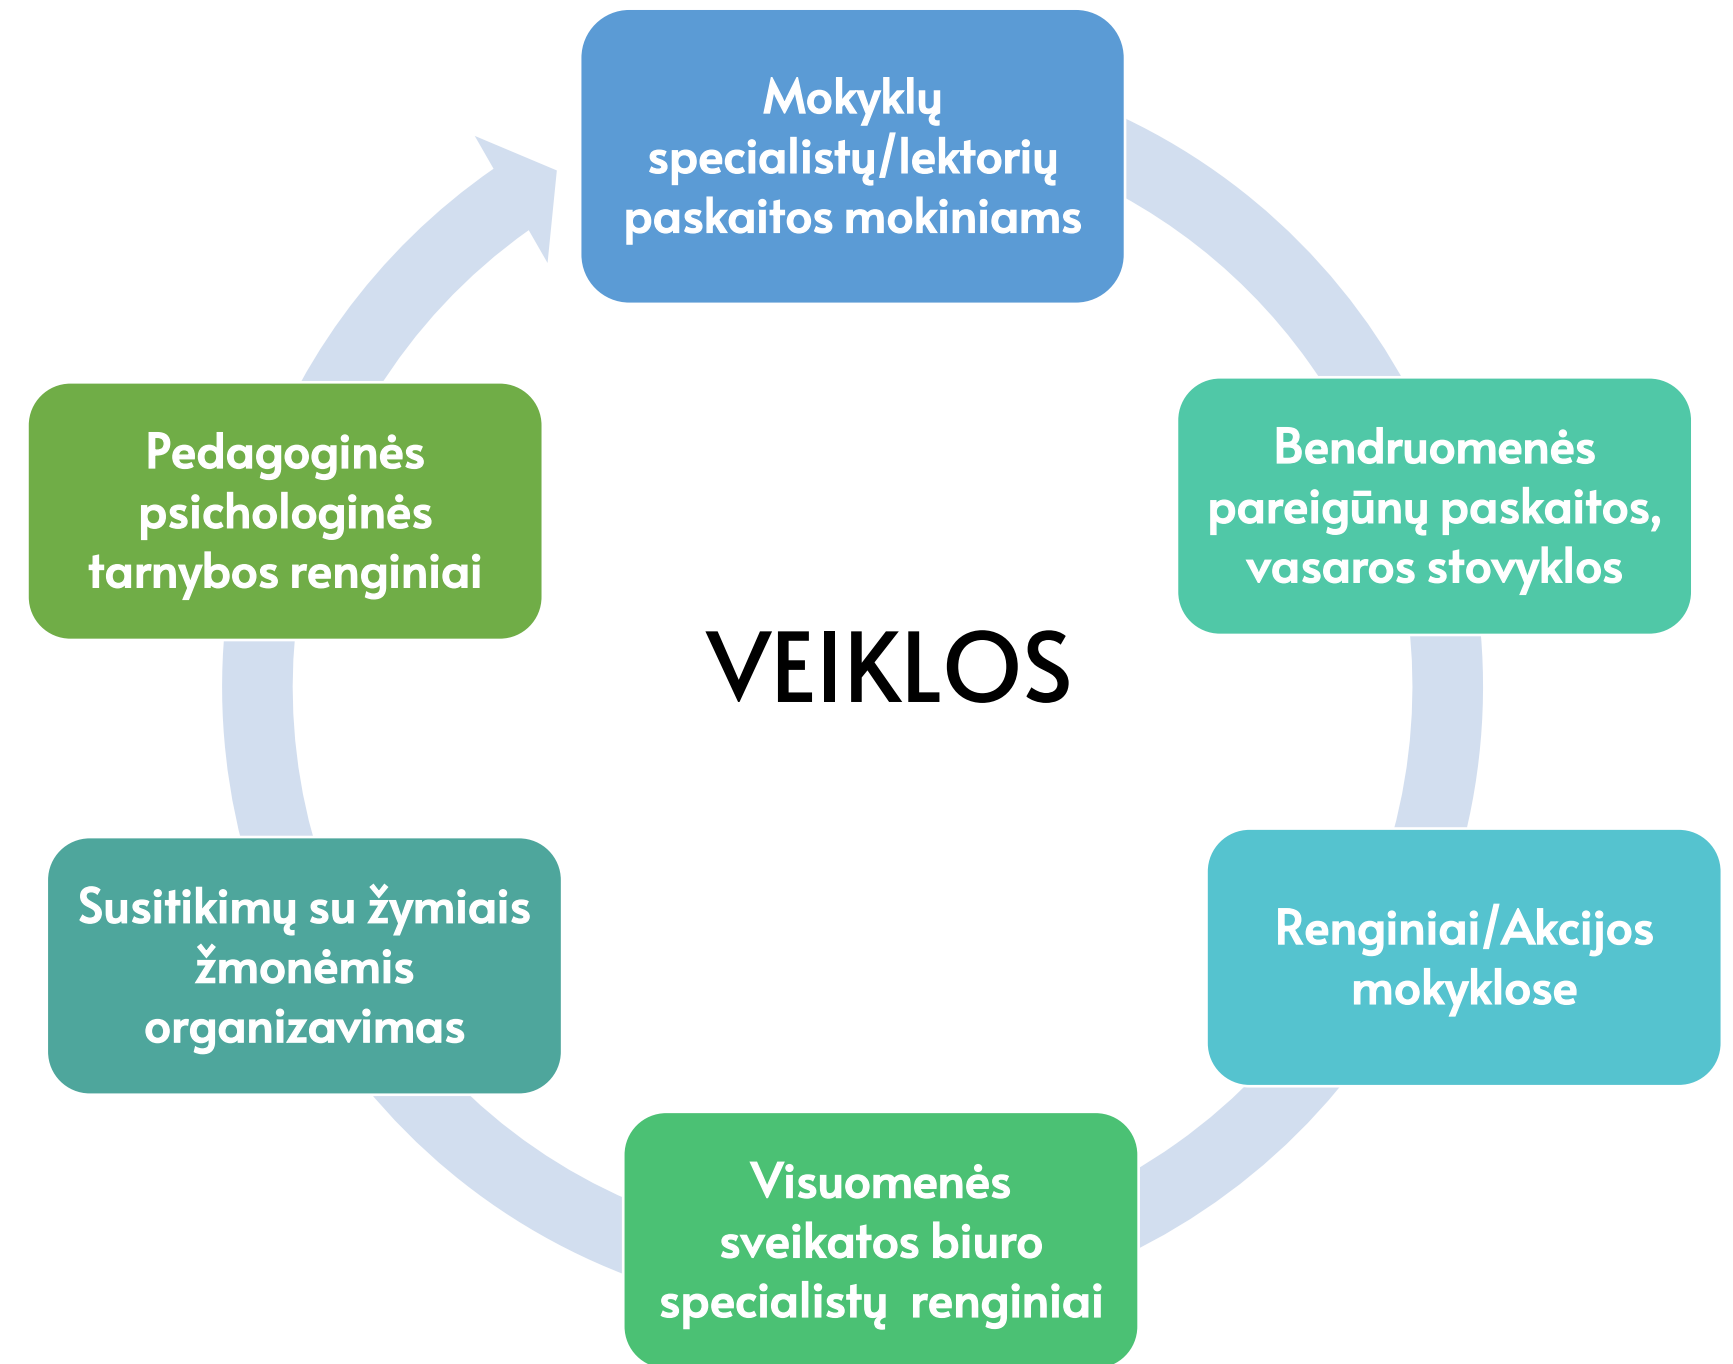 Mokyklų
specialistų/lektorių
paskaitos mokiniams
Bendruomenės
pareigūnų paskaitos,
vasaros stovyklos
Renginiai/Akcijos
mokyklose
Visuomenės
sveikatos biuro
specialistų renginiai
Susitikimų su žymiais
žmonėmis
organizavimas
Pedagoginės
psichologinės
tarnybos renginiai
VEIKLOS